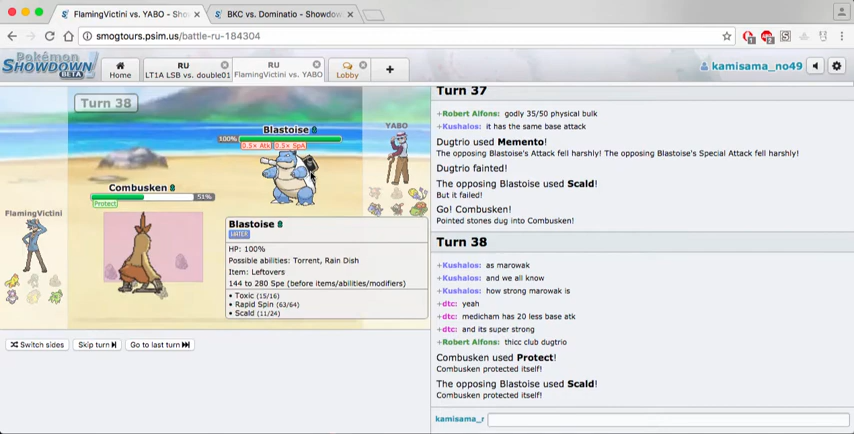 FlamingVictini vs. YABO - Sho
BKC vs. Dominatio - Showdow
smogtours.psim.us/battle-ru-184304
Pokémon
SHOWDOWN
BETA
Home
RU
LT1A LSB vs. double01
RU
FlamingVictini vs. YABO
Lobby
kamisama_no49
Turn 38
Blastoise
100%
0.5× Atk 0.5× SpA
YABO
Combusken
51%
Protect
FlamingVictini
Blastoise
WATER
HP: 100%
Possible abilities: Torrent, Rain Dish
Item: Leftovers
144 to 280 Spe (before items/abilities/modifiers)
• Toxic (15/16)
• Rapid Spin (63/64)
• Scald (11/24)
Switch sides
Skip turn
Go to last turn
Turn 37
+Robert Alfons: godly 35/50 physical bulk
+Kushalos: it has the same base attack
Dugtrio used Memento!
The opposing Blastoise's Attack fell harshly! The opposing Blastoise's Special Attack fell harshly!
Dugtrio fainted!
The opposing Blastoise used Scald!
But it failed!
Go! Combusken!
Pointed stones dug into Combusken!
Turn 38
+Kushalos: as marowak
+Kushalos: and we all know
+Kushalos: how strong marowak is
+dtc: yeah
+dtc: medicham has 20 less base atk
+dtc: and its super strong
+Robert Alfons: thicc club dugtrio
Combusken used Protect!
Combusken protected itself!
The opposing Blastoise used Scald!
Combusken protected itself!
kamisama_r